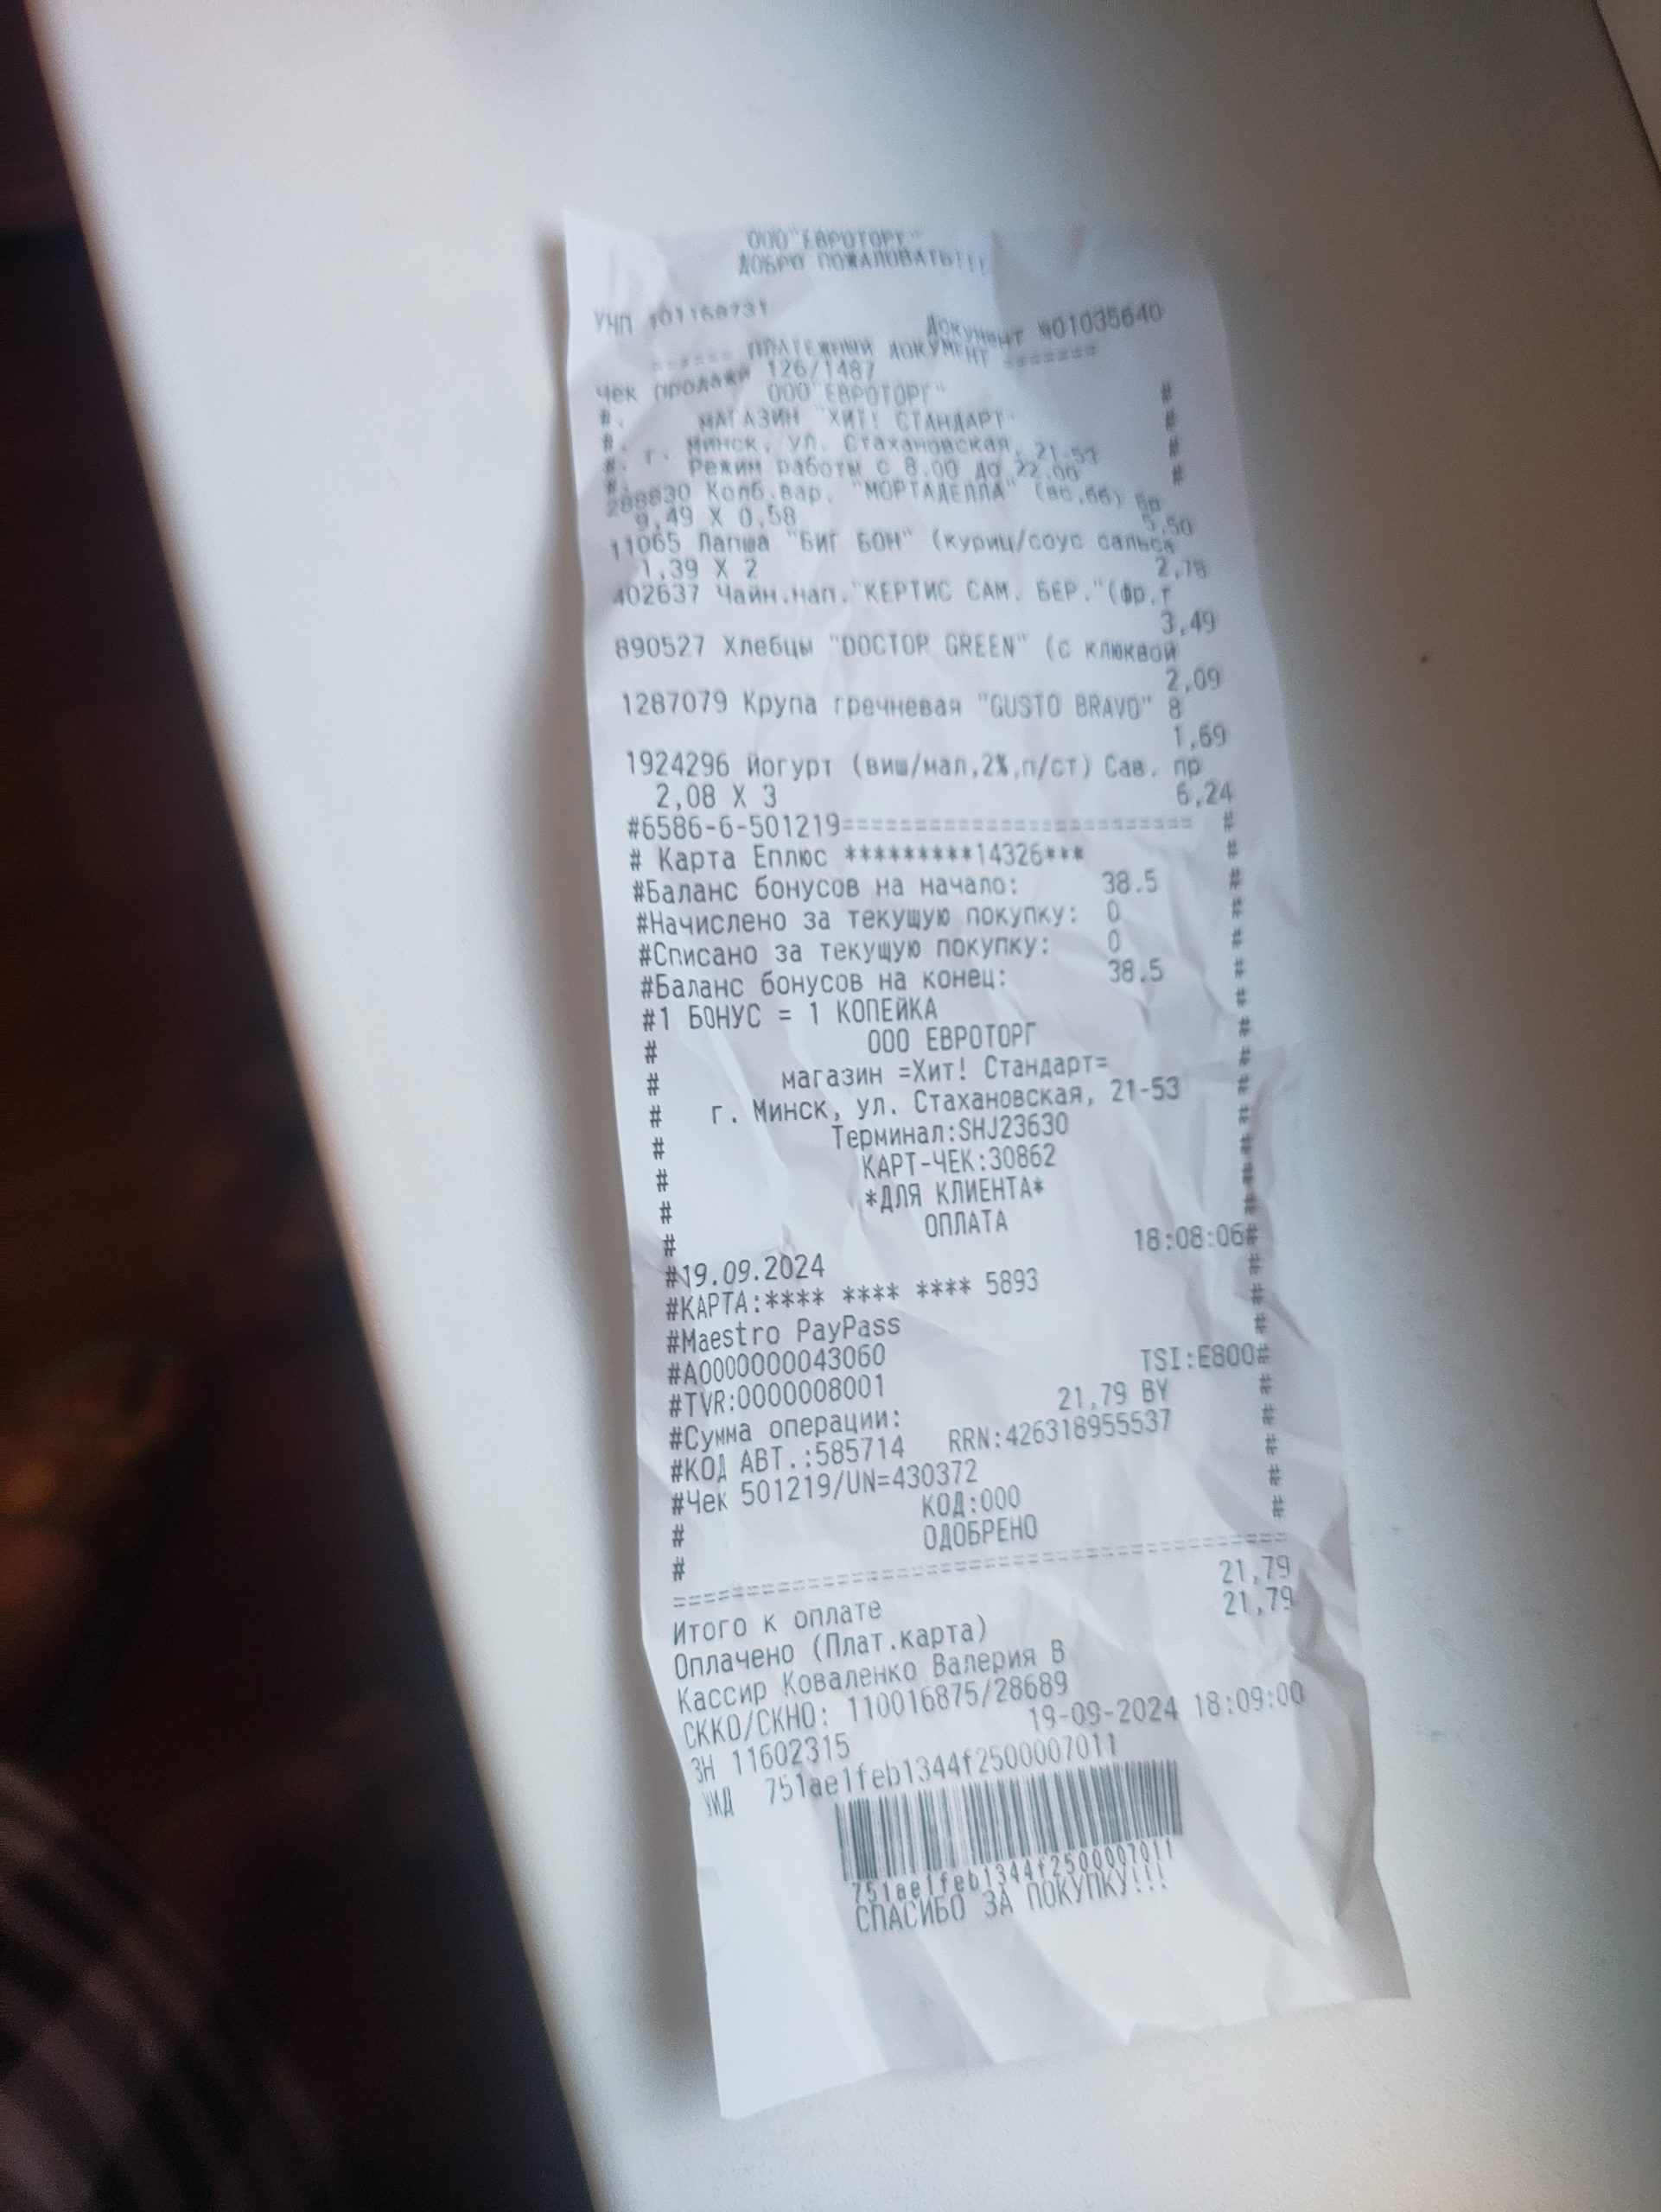 ООО"ЕВРОТОРГ"
ДОБРО ПОЖАЛОВАТЬ!!!
УНП 101168731 Документ №01035640
====== ПЛАТЕЖНЫЙ ДОКУМЕНТ =======
Чек продажи 126/1487
#. ООО"ЕВРОТОРГ" #
#. МАГАЗИН "ХИТ! СТАНДАРТ" #
#. г. Минск, ул. Стахановская, 21-53 #
#. Режим работы с 8.00 до 22.00 #
288830 Колб.вар. "МОРТАДЕЛЛА" (вс,бб) бр
9,49 X 0,58 5,50
11065 Лапша "БИГ БОН" (куриц/соус сальса
1,39 X 2 2,78
402637 Чайн.нап."КЕРТИС САМ. БЕР."(фр,т
3,49
890527 Хлебцы "DOCTOR GREEN" (с клюквой
2,09
1287079 Крупа гречневая "GUSTO BRAVO" 8
1,69
1924296 Йогурт (виш/мал,2%,п/ст) Сав. пр
2,08 X 3 6,24
#6586-6-501219======================== #
# Карта Еплюс *********14326*** #
#Баланс бонусов на начало: 38.5 #
#Начислено за текущую покупку: 0 #
#Списано за текущую покупку: 0 #
#Баланс бонусов на конец: 38.5 #
#1 БОНУС = 1 КОПЕЙКА #
# ООО ЕВРОТОРГ #
# магазин =Хит! Стандарт= #
# г. Минск, ул. Стахановская, 21-53 #
# Терминал:SHJ23630 #
# КАРТ-ЧЕК:30862 #
# *ДЛЯ КЛИЕНТА* #
# ОПЛАТА #
#19.09.2024 18:08:06#
#КАРТА:**** **** **** 5893 #
#Maestro PayPass #
#A0000000043060 #
#TVR:0000008001 TSI:E800#
#Сумма операции: 21,79 BY #
#КОД АВТ.:585714 RRN:426318955537 #
#Чек 501219/UN=430372 #
# КОД:000 #
# ОДОБРЕНО #
========================================
Итого к оплате 21,79
Оплачено (Плат.карта) 21,79
Кассир Коваленко Валерия В
СККО/СКНО: 110016875/28689
ЗН 11602315 19-09-2024 18:09:00
УИД 751ae1feb1344f2500007011
751ae1feb1344f2500007011
СПАСИБО ЗА ПОКУПКУ!!!